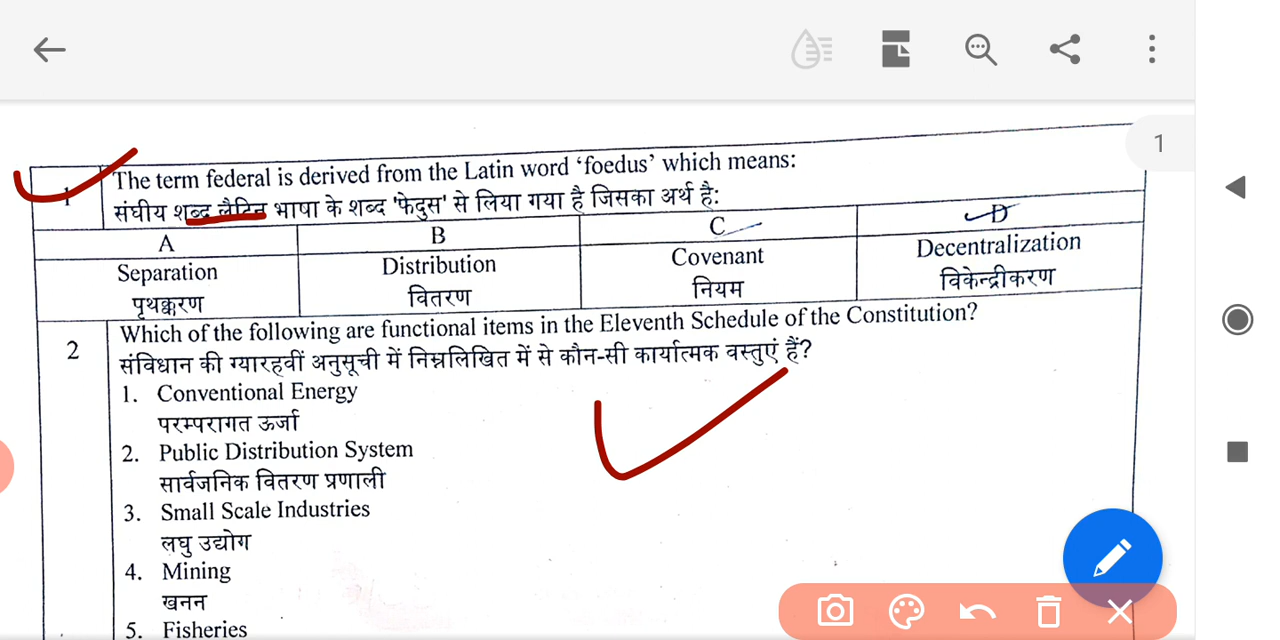 1
1
The term federal is derived from the Latin word ‘foedus’ which means:
संघीय शब्द लैटिन भाषा के शब्द 'फेदुस' से लिया गया है जिसका अर्थ है:
A B C D
Separation Distribution Covenant Decentralization
पृथक्करण वितरण नियम विकेन्द्रीकरण
2
Which of the following are functional items in the Eleventh Schedule of the Constitution?
संविधान की ग्यारहवीं अनुसूची में निम्नलिखित में से कौन-सी कार्यात्मक वस्तुएं हैं?
1. Conventional Energy
परम्परागत ऊर्जा
2. Public Distribution System
सार्वजनिक वितरण प्रणाली
3. Small Scale Industries
लघु उद्योग
4. Mining
खनन
5. Fisheries